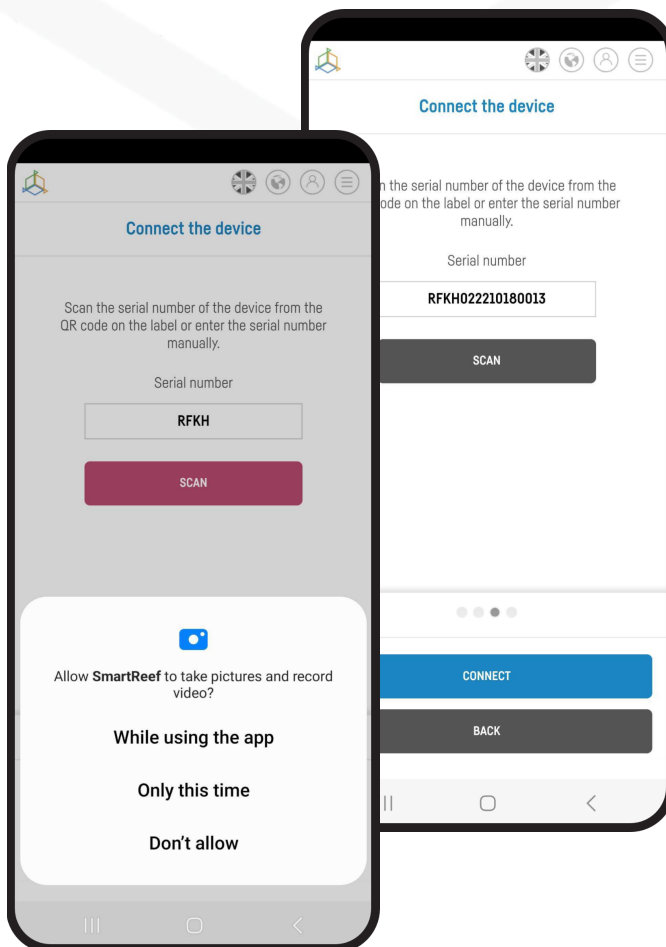 Connect the device
Scan the serial number of the device from the
QR code on the label or enter the serial number
manually.
Serial number
RFKH
SCAN
Allow SmartReef to take pictures and record
video?
While using the app
Only this time
Don't allow
Connect the device
the serial number of the device from the
on the label or enter the serial number
manually.
Serial number
RFKH022210180013
SCAN
CONNECT
BACK